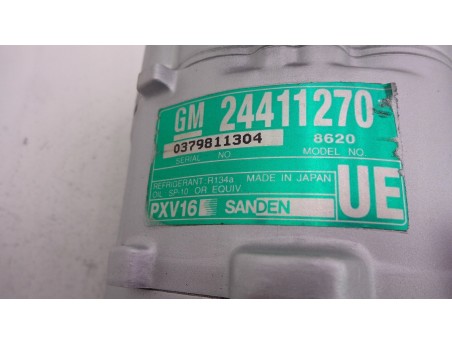 GM 24411270
0379811304 8620
SERIAL NO MODEL NO.
REFRIGERANT R134a MADE IN JAPAN
OIL SP-10 OR EQUIV.
PXV16 SANDEN UE